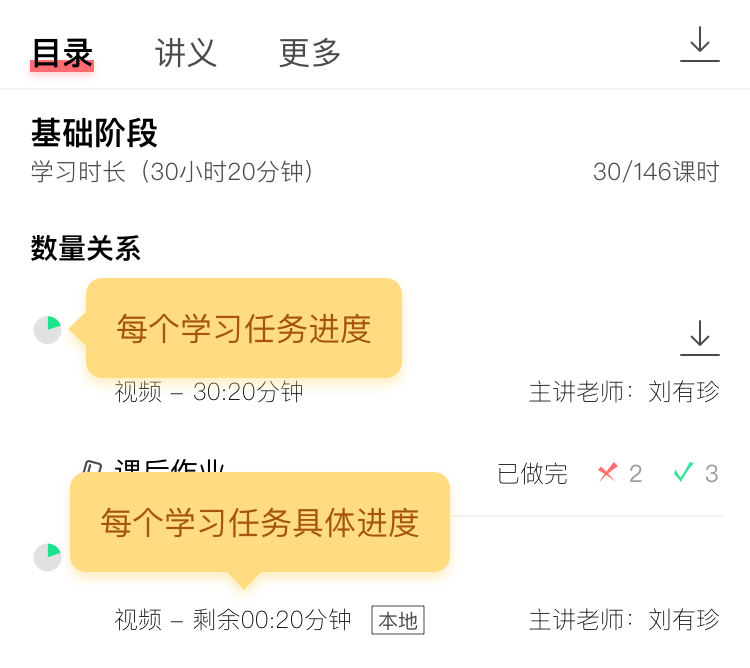 目录 讲义 更多
基础阶段
学习时长（30小时20分钟） 30/146课时
数量关系
每个学习任务进度
视频 – 30:20分钟 主讲老师：刘有珍
课后作业 已做完 2 3
每个学习任务具体进度
视频 – 剩余00:20分钟 本地 主讲老师：刘有珍